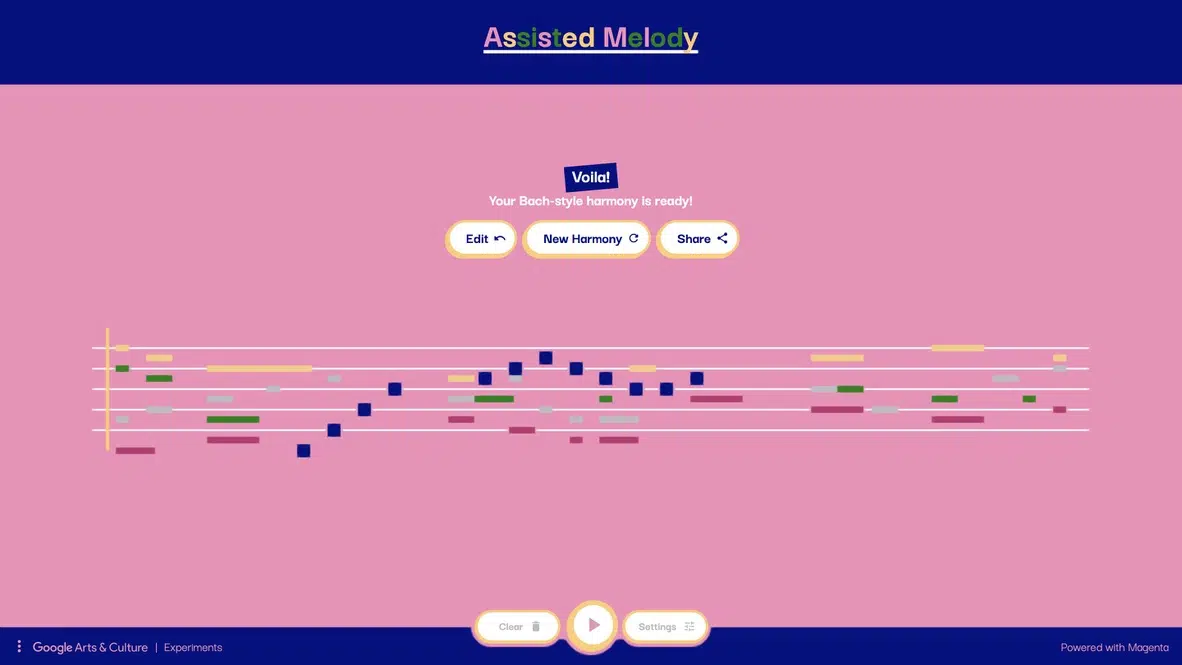 Assisted Melody
Voila!
Your Bach-style harmony is ready!
Edit
New Harmony
Share
Clear
Settings
Google Arts & Culture | Experiments
Powered with Magenta